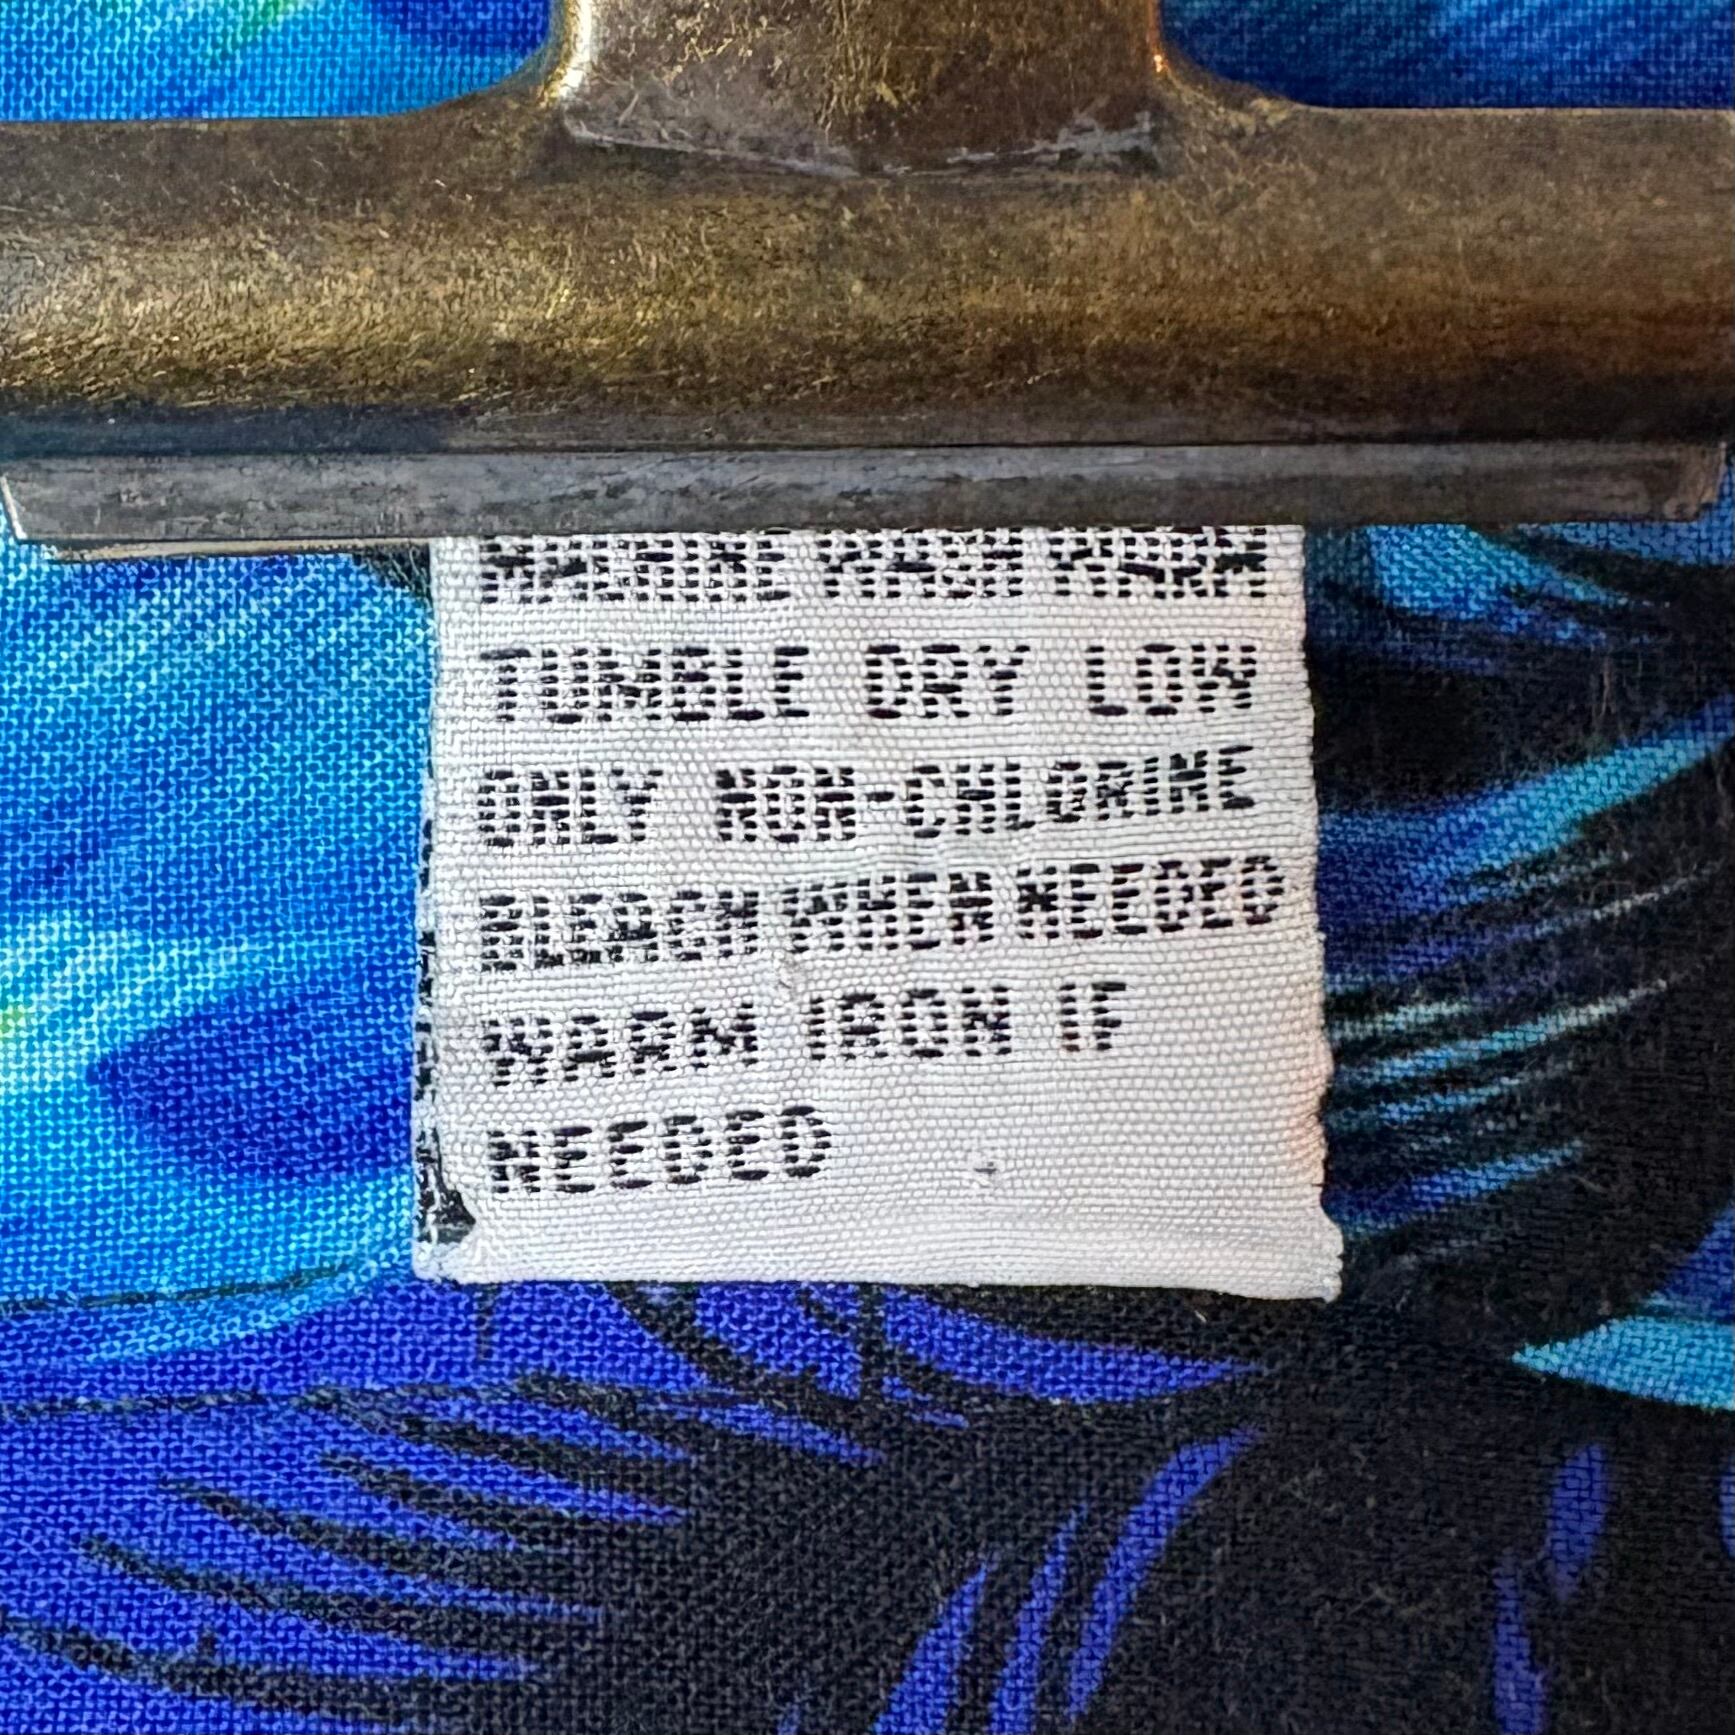 MACHINE WASH WARM
TUMBLE DRY LOW
ONLY NON-CHLORINE
BLEACH WHEN NEEDED
WARM IRON IF
NEEDED